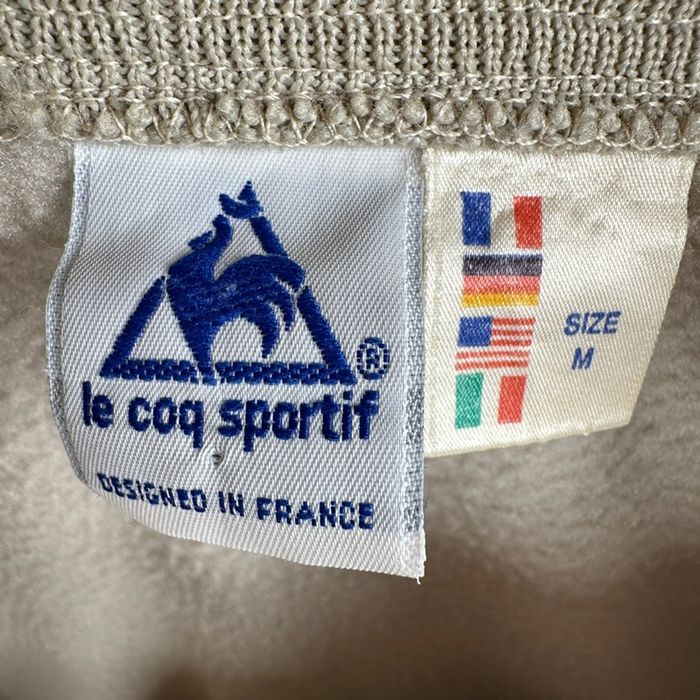 ®
le coq sportif
DESIGNED IN FRANCE
SIZE
M